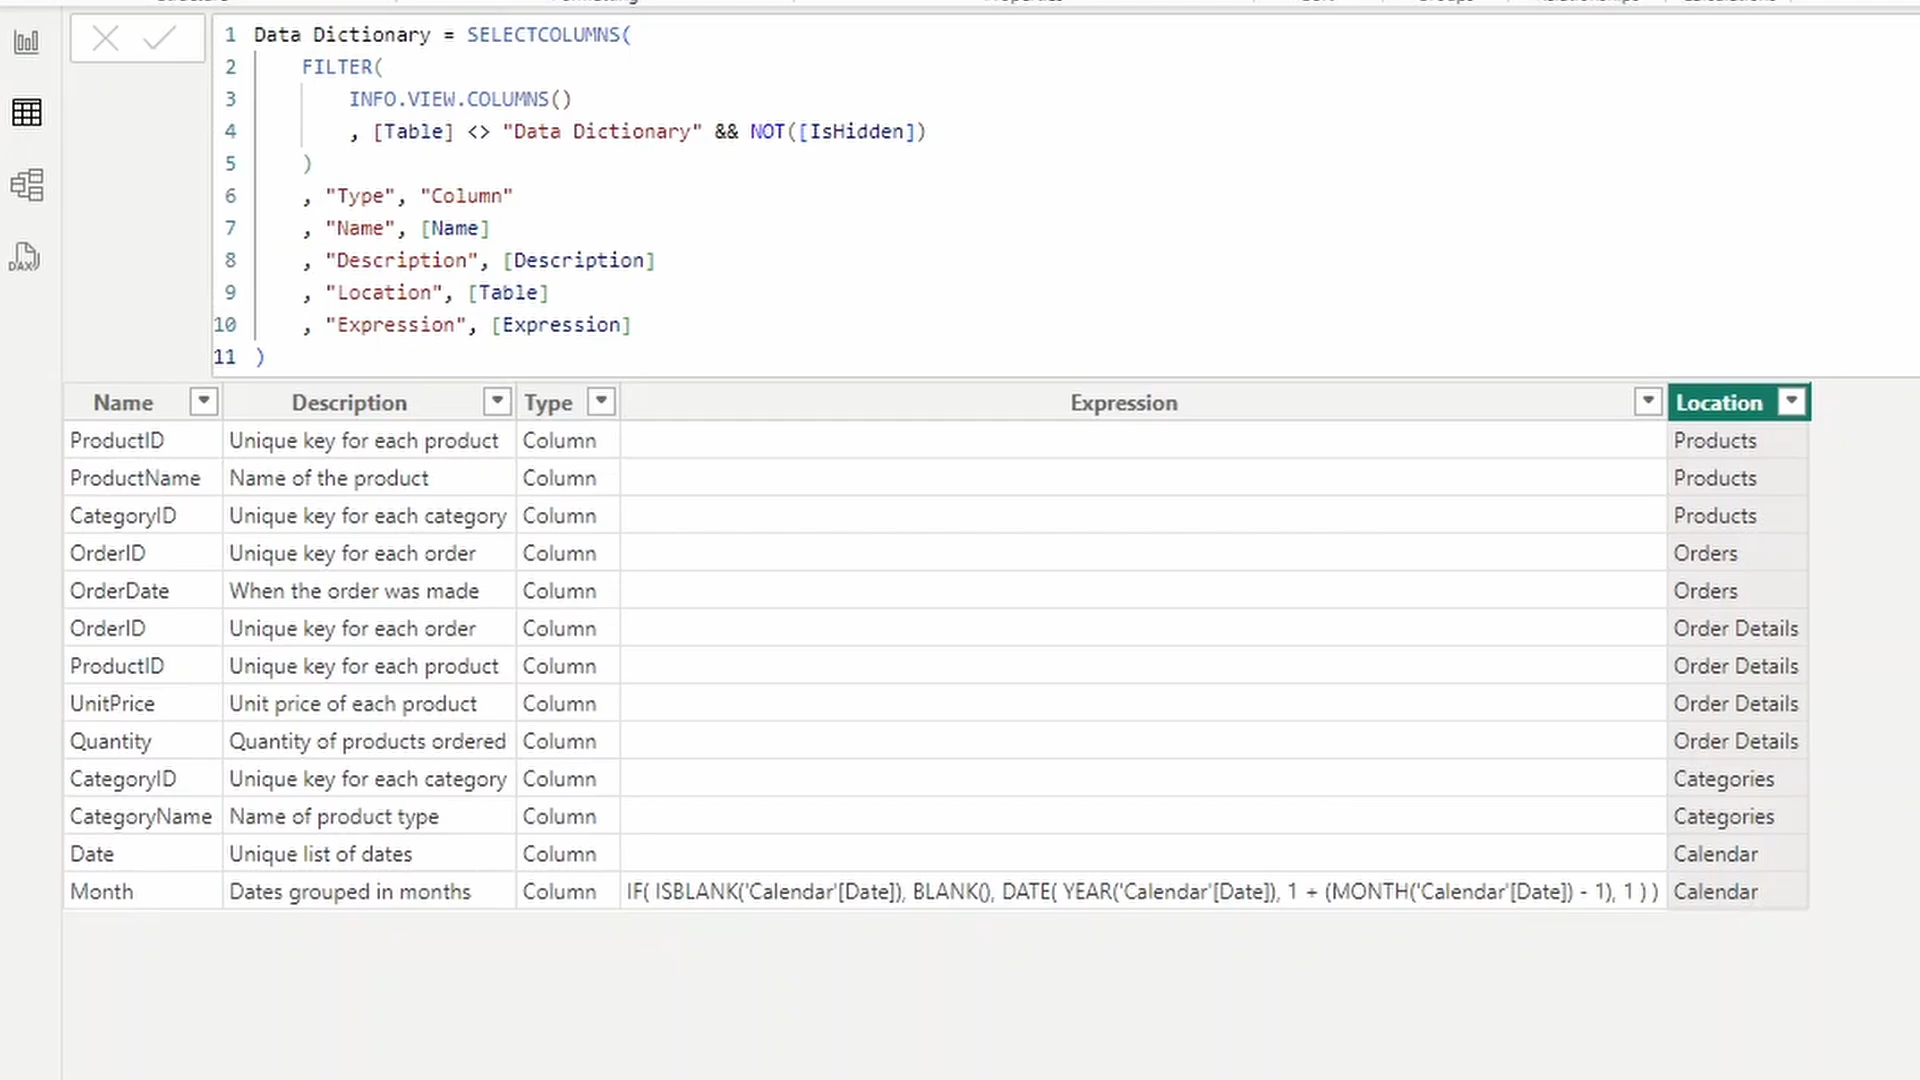 1 Data Dictionary = SELECTCOLUMNS(
2 FILTER(
3 INFO.VIEW.COLUMNS()
4 , [Table] <> "Data Dictionary" && NOT([IsHidden])
5 )
6 , "Type", "Column"
7 , "Name", [Name]
8 , "Description", [Description]
9 , "Location", [Table]
10 , "Expression", [Expression]
11 )
DAX
Name Description Type Expression Location
ProductID Unique key for each product Column Products
ProductName Name of the product Column Products
CategoryID Unique key for each category Column Products
OrderID Unique key for each order Column Orders
OrderDate When the order was made Column Orders
OrderID Unique key for each order Column Order Details
ProductID Unique key for each product Column Order Details
UnitPrice Unit price of each product Column Order Details
Quantity Quantity of products ordered Column Order Details
CategoryID Unique key for each category Column Categories
CategoryName Name of product type Column Categories
Date Unique list of dates Column Calendar
Month Dates grouped in months Column IF( ISBLANK('Calendar'[Date]), BLANK(), DATE( YEAR('Calendar'[Date]), 1 + (MONTH('Calendar'[Date]) - 1), 1 ) ) Calendar